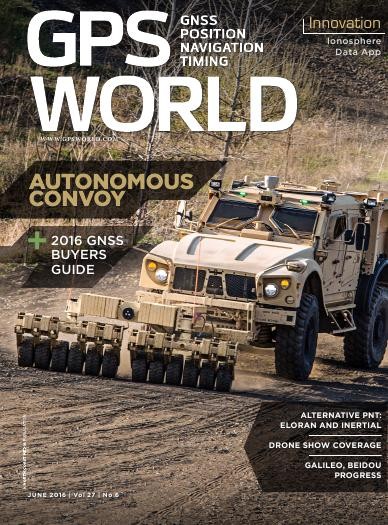 GPS
WORLD
GNSS
POSITION
NAVIGATION
TIMING
Innovation
Ionosphere
Data App
WWW.GPSWORLD.COM
AUTONOMOUS
CONVOY
+ 2016 GNSS
BUYERS
GUIDE
ALTERNATIVE PNT:
ELORAN AND INERTIAL
DRONE SHOW COVERAGE
GALILEO, BEIDOU
PROGRESS
JUNE 2016 | Vol 27 | No 6